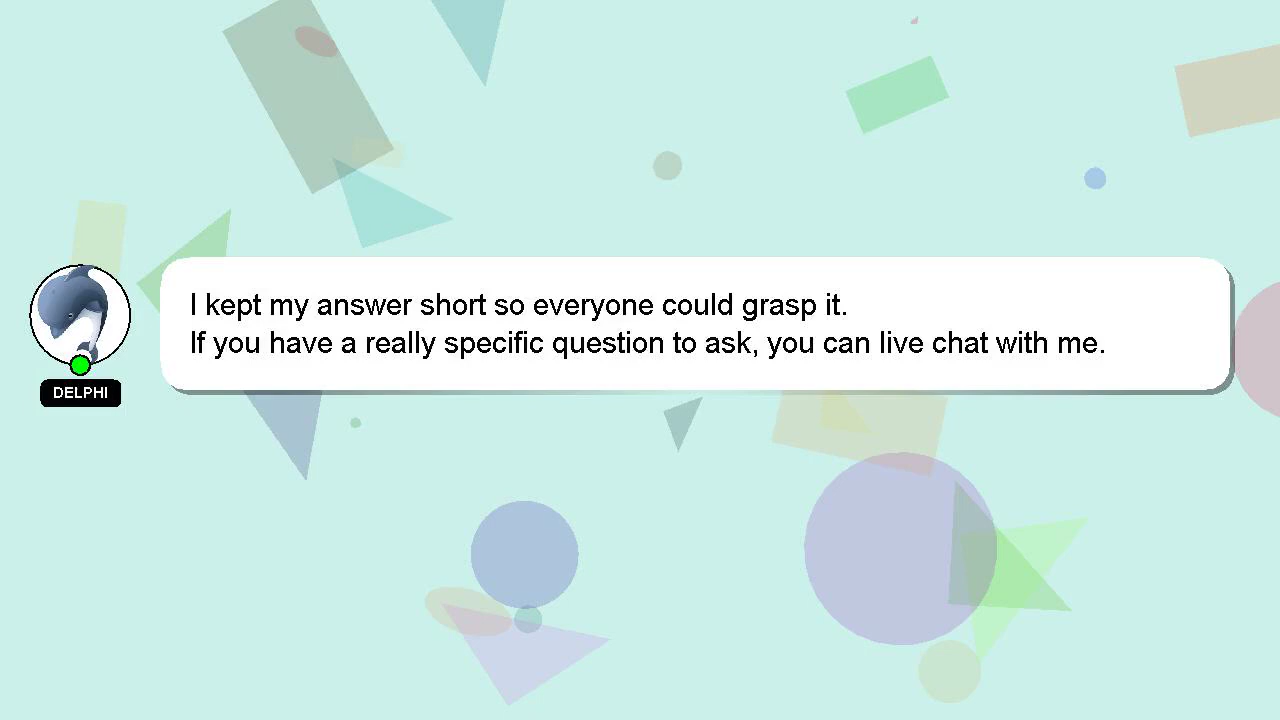 I kept my answer short so everyone could grasp it.
If you have a really specific question to ask, you can live chat with me.
DELPHI